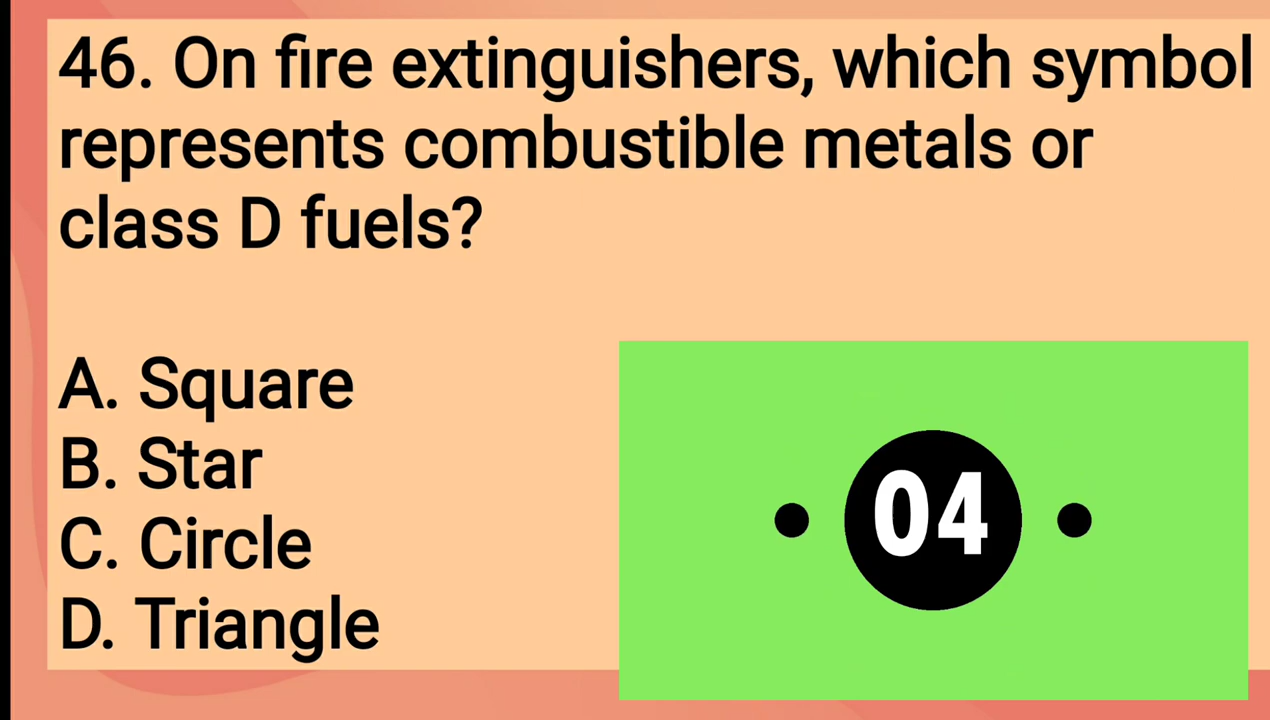 46. On fire extinguishers, which symbol
represents combustible metals or
class D fuels?
A. Square
B. Star
C. Circle
D. Triangle
04